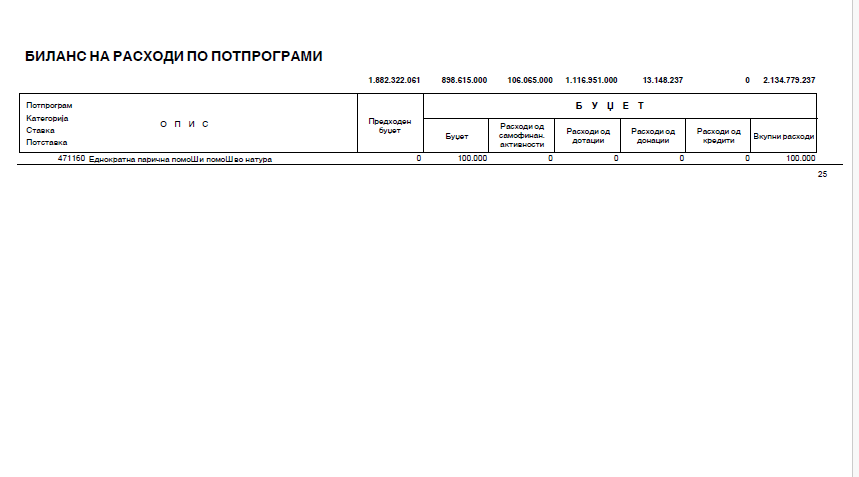 БИЛАНС НА РАСХОДИ ПО ПОТПРОГРАМИ
1.882.322.061 898.615.000 106.065.000 1.116.951.000 13.148.237 0 2.134.779.237
Потпрограм
Категорија
Ставка
Потставка
О П И С
Предходен
буџет
Б У Џ Е Т
Буџет
Расходи од
самофинан.
активности
Расходи од
дотации
Расходи од
донации
Расходи од
кредити
Вкупни расходи
471160 Еднократна парична помоШи помоШво натура 0 100.000 0 0 0 0 100.000
25